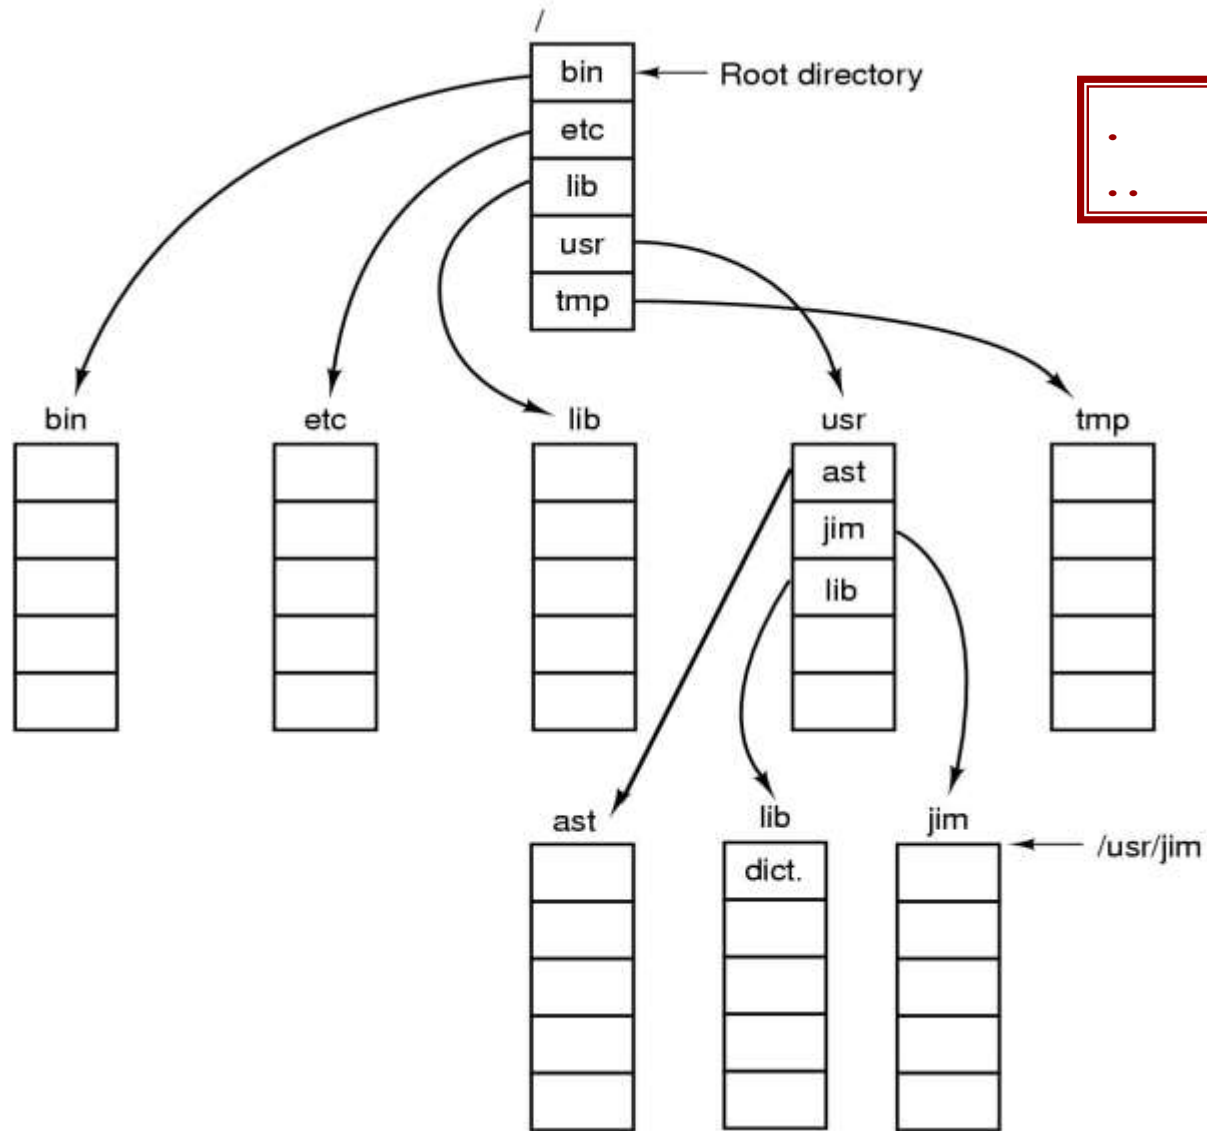 /
bin
Root directory
etc
lib
usr
tmp
.
..
bin
etc
lib
usr
tmp
ast
jim
lib
ast
lib
jim
dict.
/usr/jim